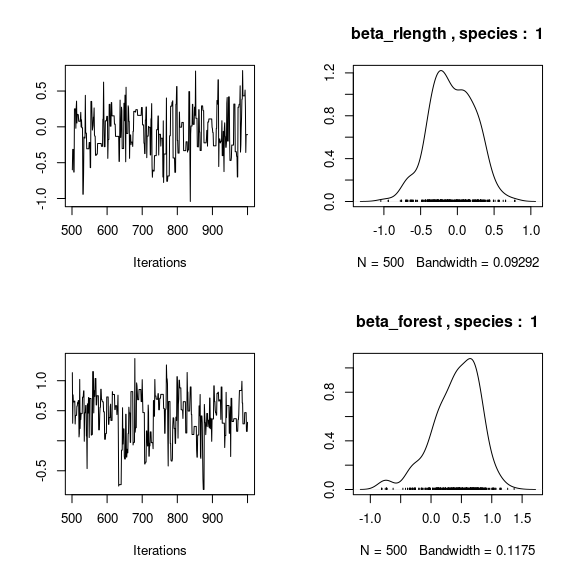 beta_rlength , species : 1
0.5
0.0
-0.5
-1.0
500 600 700 800 900
Iterations
1.2
0.8
0.4
0.0
-1.0 -0.5 0.0 0.5 1.0
N = 500 Bandwidth = 0.09292
beta_forest , species : 1
1.0
0.5
-0.5
500 600 700 800 900
Iterations
0.8
0.4
0.0
-1.0 0.0 0.5 1.0 1.5
N = 500 Bandwidth = 0.1175